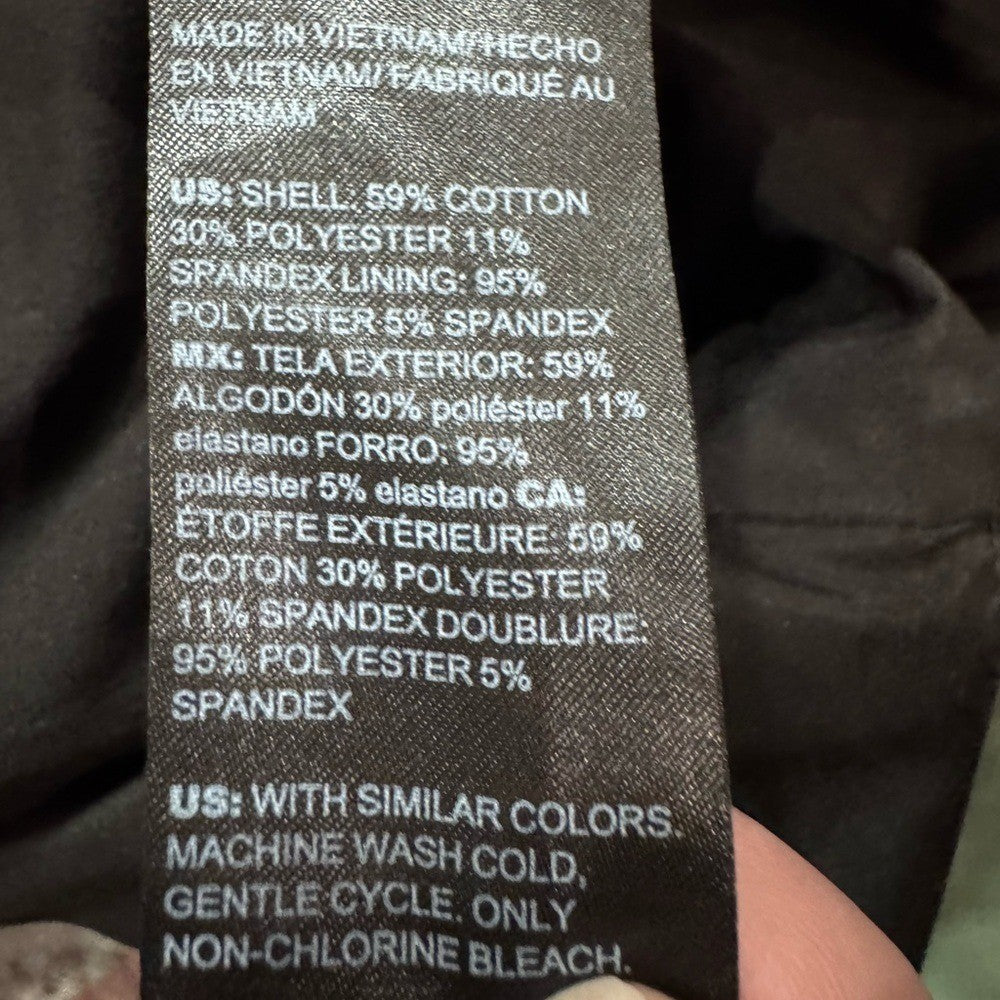 MADE IN VIETNAM/HECHO
EN VIETNAM/ FABRIQUÉ AU
VIETNAM
US: SHELL: 59% COTTON
30% POLYESTER 11%
SPANDEX LINING: 95%
POLYESTER 5% SPANDEX
MX: TELA EXTERIOR: 59%
ALGODÓN 30% poliéster 11%
elastano FORRO: 95%
poliéster 5% elastano CA:
ÉTOFFE EXTÉRIEURE: 59%
COTON 30% POLYESTER
11% SPANDEX DOUBLURE:
95% POLYESTER 5%
SPANDEX
US: WITH SIMILAR COLORS.
MACHINE WASH COLD,
GENTLE CYCLE. ONLY
NON-CHLORINE BLEACH.